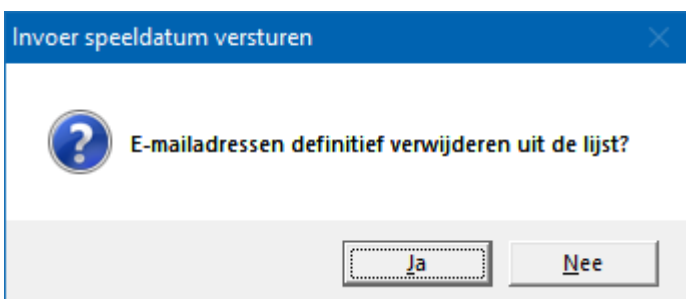 Invoer speeldatum versturen
E-mailadressen definitief verwijderen uit de lijst?
Ja
Nee